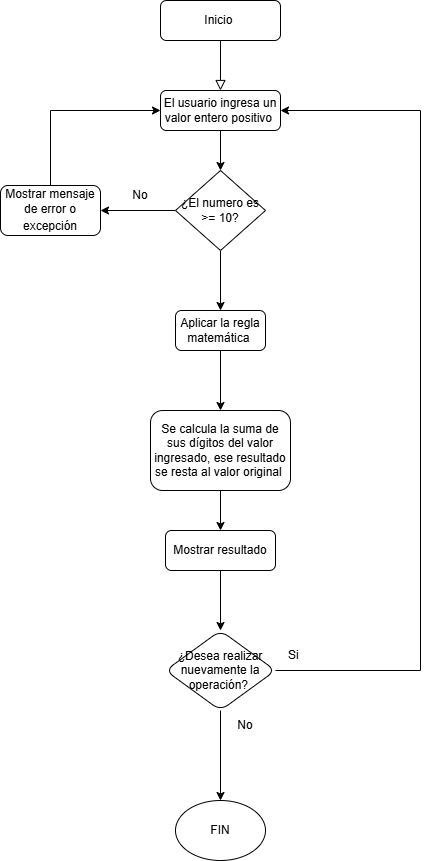 Inicio
El usuario ingresa un
valor entero positivo
¿El numero es
>= 10?
No
Mostrar mensaje
de error o
excepción
Aplicar la regla
matemática
Se calcula la suma de
sus dígitos del valor
ingresado, ese resultado
se resta al valor original
Mostrar resultado
¿Desea realizar
nuevamente la
operación?
Si
No
FIN